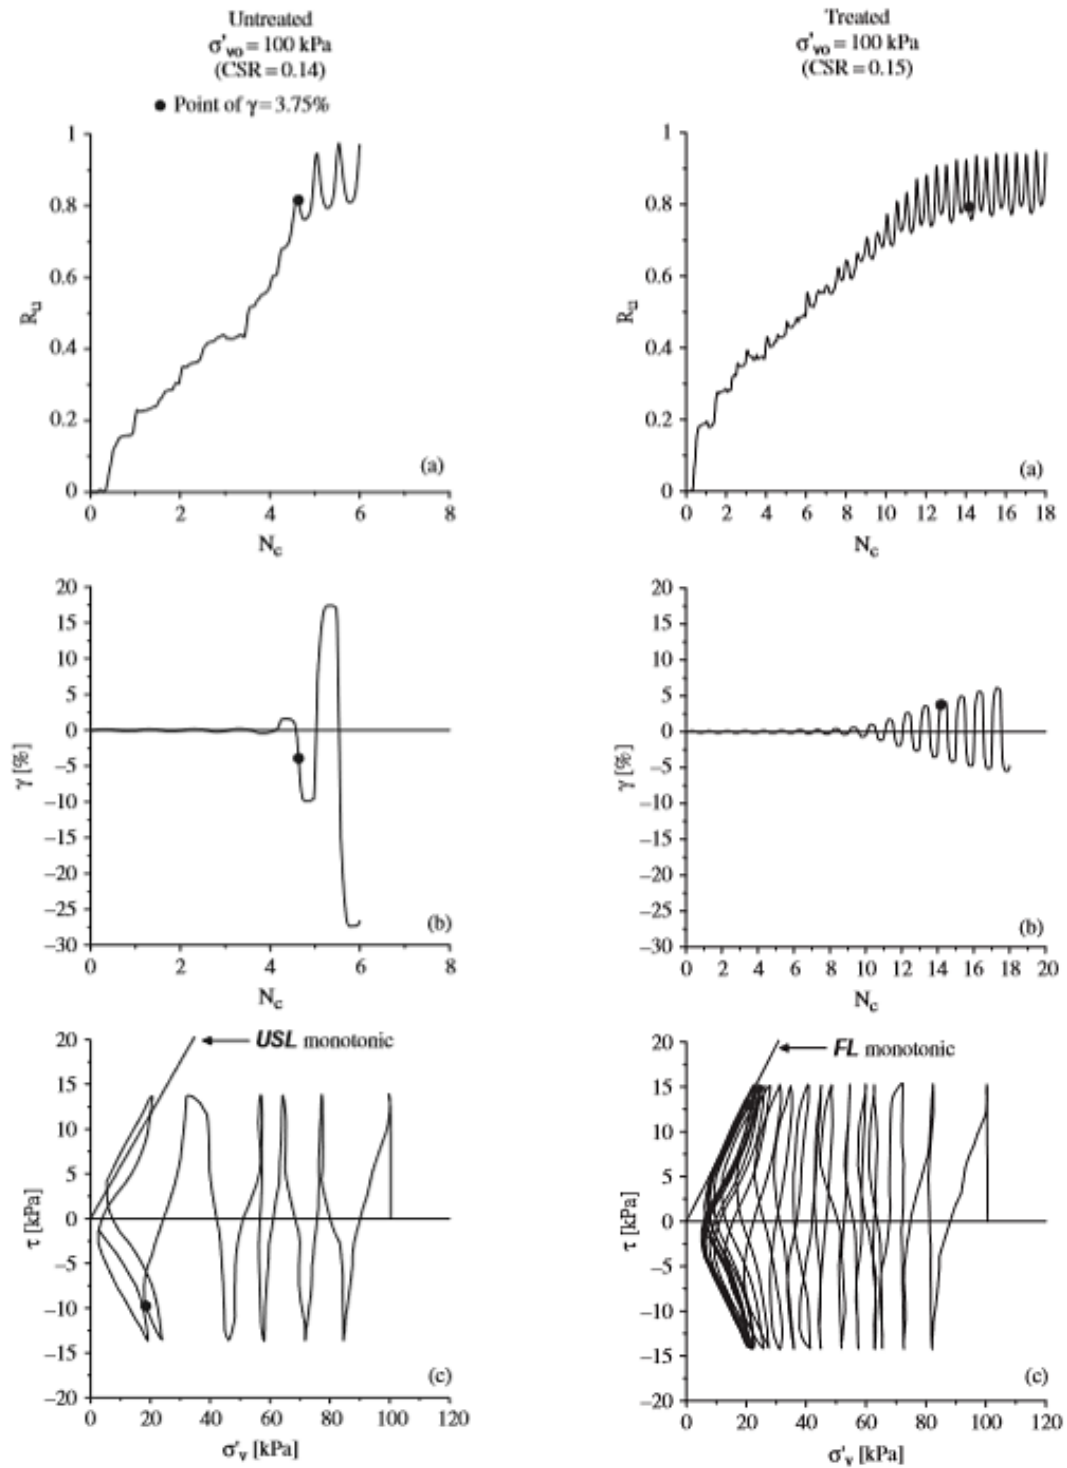 Untreated
σ'vo = 100 kPa
(CSR = 0.14)
● Point of γ = 3.75%
1
0.8
0.6
0.4
0.2
0
Ru
(a)
0 2 4 6 8
Nc
20
15
10
5
0
−5
−10
−15
−20
−25
−30
γ [%]
(b)
0 2 4 6 8
Nc
20
15
10
5
0
−5
−10
−15
−20
τ [kPa]
USL monotonic
(c)
0 20 40 60 80 100 120
σ'v [kPa]
Treated
σ'vo = 100 kPa
(CSR = 0.15)
1
0.8
0.6
0.4
0.2
0
Ru
(a)
0 2 4 6 8 10 12 14 16 18
Nc
20
15
10
5
0
−5
−10
−15
−20
−25
−30
γ [%]
(b)
0 2 4 6 8 10 12 14 16 18 20
Nc
20
15
10
5
0
−5
−10
−15
−20
τ [kPa]
FL monotonic
(c)
0 20 40 60 80 100 120
σ'v [kPa]